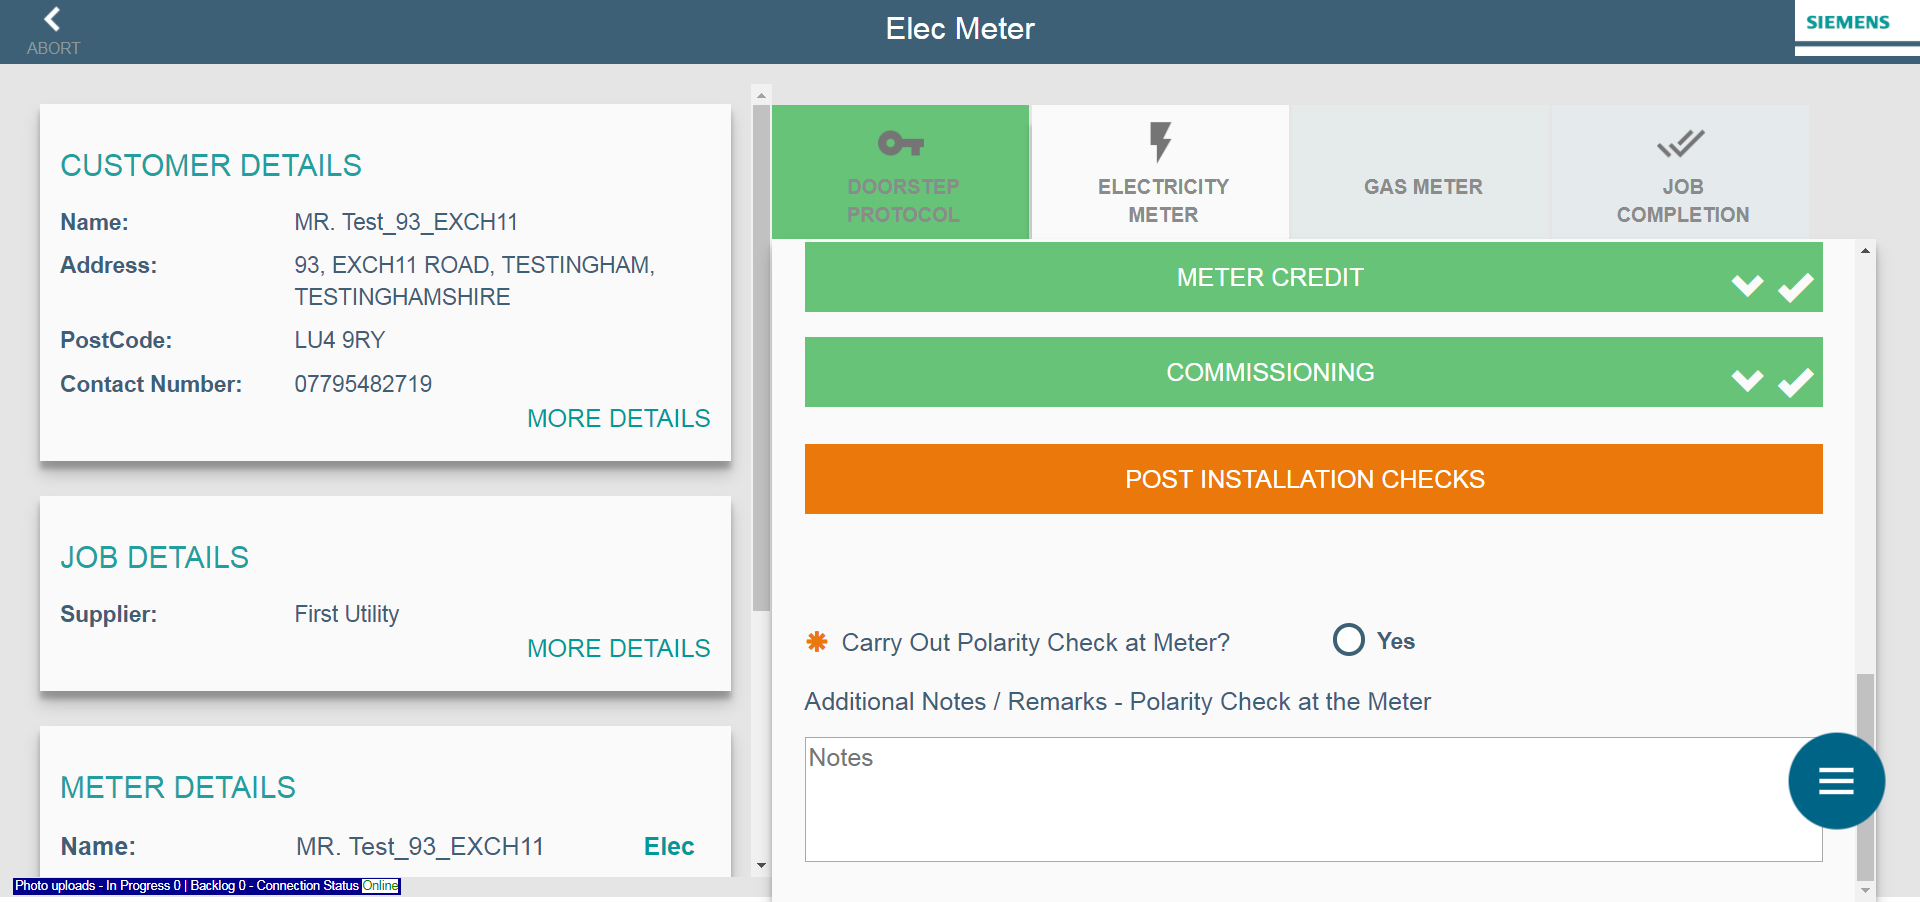 ABORT
Elec Meter
SIEMENS
CUSTOMER DETAILS
Name: MR. Test_93_EXCH11
Address: 93, EXCH11 ROAD, TESTINGHAM,
TESTINGHAMSHIRE
PostCode: LU4 9RY
Contact Number: 07795482719
MORE DETAILS
JOB DETAILS
Supplier: First Utility
MORE DETAILS
METER DETAILS
Name: MR. Test_93_EXCH11 Elec
Photo uploads - In Progress 0 | Backlog 0 - Connection Status Online
DOORSTEP
PROTOCOL
ELECTRICITY
METER
GAS METER
JOB
COMPLETION
METER CREDIT
COMMISSIONING
POST INSTALLATION CHECKS
✱ Carry Out Polarity Check at Meter? Yes
Additional Notes / Remarks - Polarity Check at the Meter
Notes